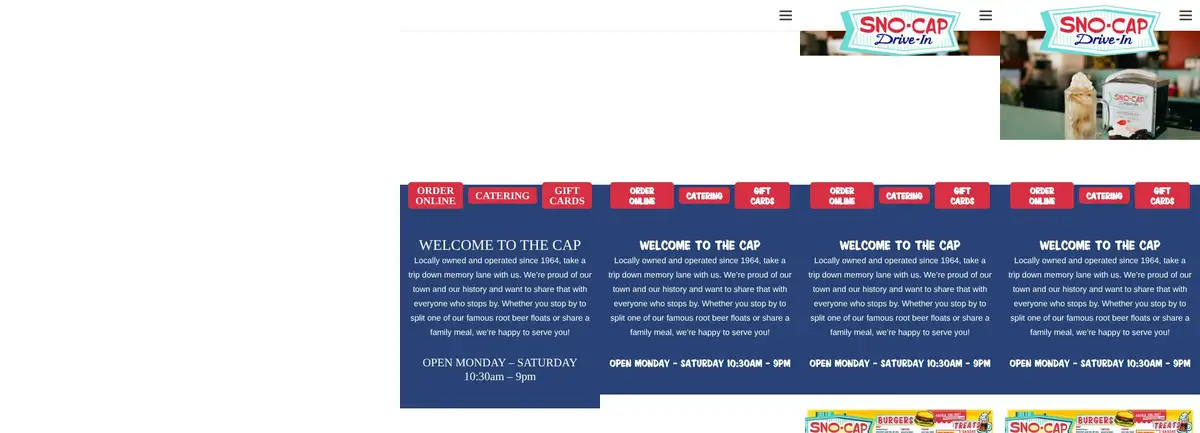 ORDER
ONLINE
CATERING
GIFT
CARDS
WELCOME TO THE CAP
Locally owned and operated since 1964, take a
trip down memory lane with us. We're proud of our
town and our history and want to share that with
everyone who stops by. Whether you stop by to
split one of our famous root beer floats or share a
family meal, we're happy to serve you!
OPEN MONDAY – SATURDAY
10:30am – 9pm
ORDER
ONLINE
CATERING
GIFT
CARDS
WELCOME TO THE CAP
Locally owned and operated since 1964, take a
trip down memory lane with us. We're proud of our
town and our history and want to share that with
everyone who stops by. Whether you stop by to
split one of our famous root beer floats or share a
family meal, we're happy to serve you!
OPEN MONDAY – SATURDAY 10:30AM – 9PM
SNO-CAP
Drive-In
ORDER
ONLINE
CATERING
GIFT
CARDS
WELCOME TO THE CAP
Locally owned and operated since 1964, take a
trip down memory lane with us. We're proud of our
town and our history and want to share that with
everyone who stops by. Whether you stop by to
split one of our famous root beer floats or share a
family meal, we're happy to serve you!
OPEN MONDAY – SATURDAY 10:30AM – 9PM
BURGERS
SNO-CAP
TREATS
SNO-CAP
Drive-In
SNO-CAP
ORDER
ONLINE
CATERING
GIFT
CARDS
WELCOME TO THE CAP
Locally owned and operated since 1964, take a
trip down memory lane with us. We're proud of our
town and our history and want to share that with
everyone who stops by. Whether you stop by to
split one of our famous root beer floats or share a
family meal, we're happy to serve you!
OPEN MONDAY – SATURDAY 10:30AM – 9PM
BURGERS
SNO-CAP
TREATS